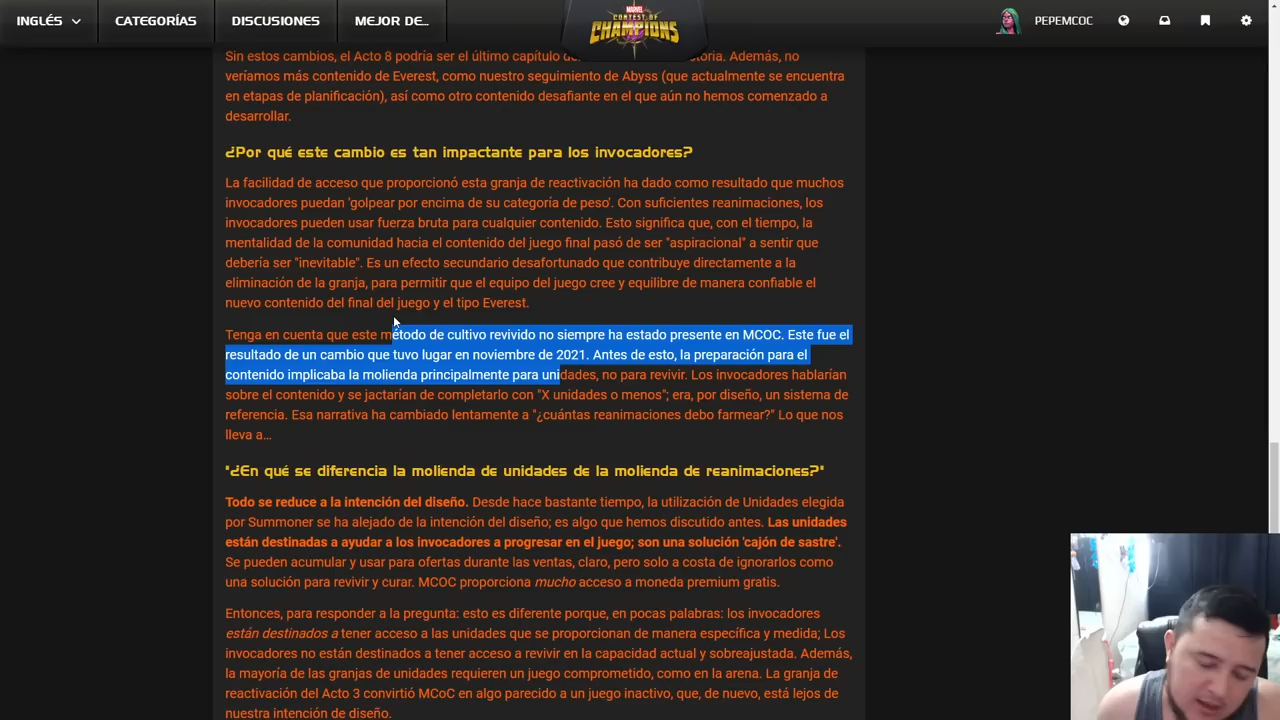 INGLÉS
CATEGORÍAS
DISCUSIONES
MEJOR DE...
MARVEL
CONTEST OF
CHAMPIONS
PEPEMCOC
Sin estos cambios, el Acto 8 podría ser el último capítulo de historia. Además, no
veríamos más contenido de Everest, como nuestro seguimiento de Abyss (que actualmente se encuentra
en etapas de planificación), así como otro contenido desafiante en el que aún no hemos comenzado a
desarrollar.
¿Por qué este cambio es tan impactante para los invocadores?
La facilidad de acceso que proporcionó esta granja de reactivación ha dado como resultado que muchos
invocadores puedan 'golpear por encima de su categoría de peso'. Con suficientes reanimaciones, los
invocadores pueden usar fuerza bruta para cualquier contenido. Esto significa que, con el tiempo, la
mentalidad de la comunidad hacia el contenido del juego final pasó de ser "aspiracional" a sentir que
debería ser "inevitable". Es un efecto secundario desafortunado que contribuye directamente a la
eliminación de la granja, para permitir que el equipo del juego cree y equilibre de manera confiable el
nuevo contenido del final del juego y el tipo Everest.
Tenga en cuenta que este método de cultivo revivido no siempre ha estado presente en MCOC. Este fue el
resultado de un cambio que tuvo lugar en noviembre de 2021. Antes de esto, la preparación para el
contenido implicaba la molienda principalmente para unidades, no para revivir. Los invocadores hablarían
sobre el contenido y se jactarían de completarlo con "X unidades o menos"; era, por diseño, un sistema de
referencia. Esa narrativa ha cambiado lentamente a "¿cuántas reanimaciones debo farmear?" Lo que nos
lleva a…
"¿En qué se diferencia la molienda de unidades de la molienda de reanimaciones?"
Todo se reduce a la intención del diseño. Desde hace bastante tiempo, la utilización de Unidades elegida
por Summoner se ha alejado de la intención del diseño; es algo que hemos discutido antes. Las unidades
están destinadas a ayudar a los invocadores a progresar en el juego; son una solución 'cajón de sastre'.
Se pueden acumular y usar para ofertas durante las ventas, claro, pero solo a costa de ignorarlos como
una solución para revivir y curar. MCOC proporciona mucho acceso a moneda premium gratis.
Entonces, para responder a la pregunta: esto es diferente porque, en pocas palabras: los invocadores
están destinados a tener acceso a las unidades que se proporcionan de manera específica y medida; Los
invocadores no están destinados a tener acceso a revivir en la capacidad actual y sobreajustada. Además,
la mayoría de las granjas de unidades requieren un juego comprometido, como en la arena. La granja de
reactivación del Acto 3 convirtió MCoC en algo parecido a un juego inactivo, que, de nuevo, está lejos de
nuestra intención de diseño.